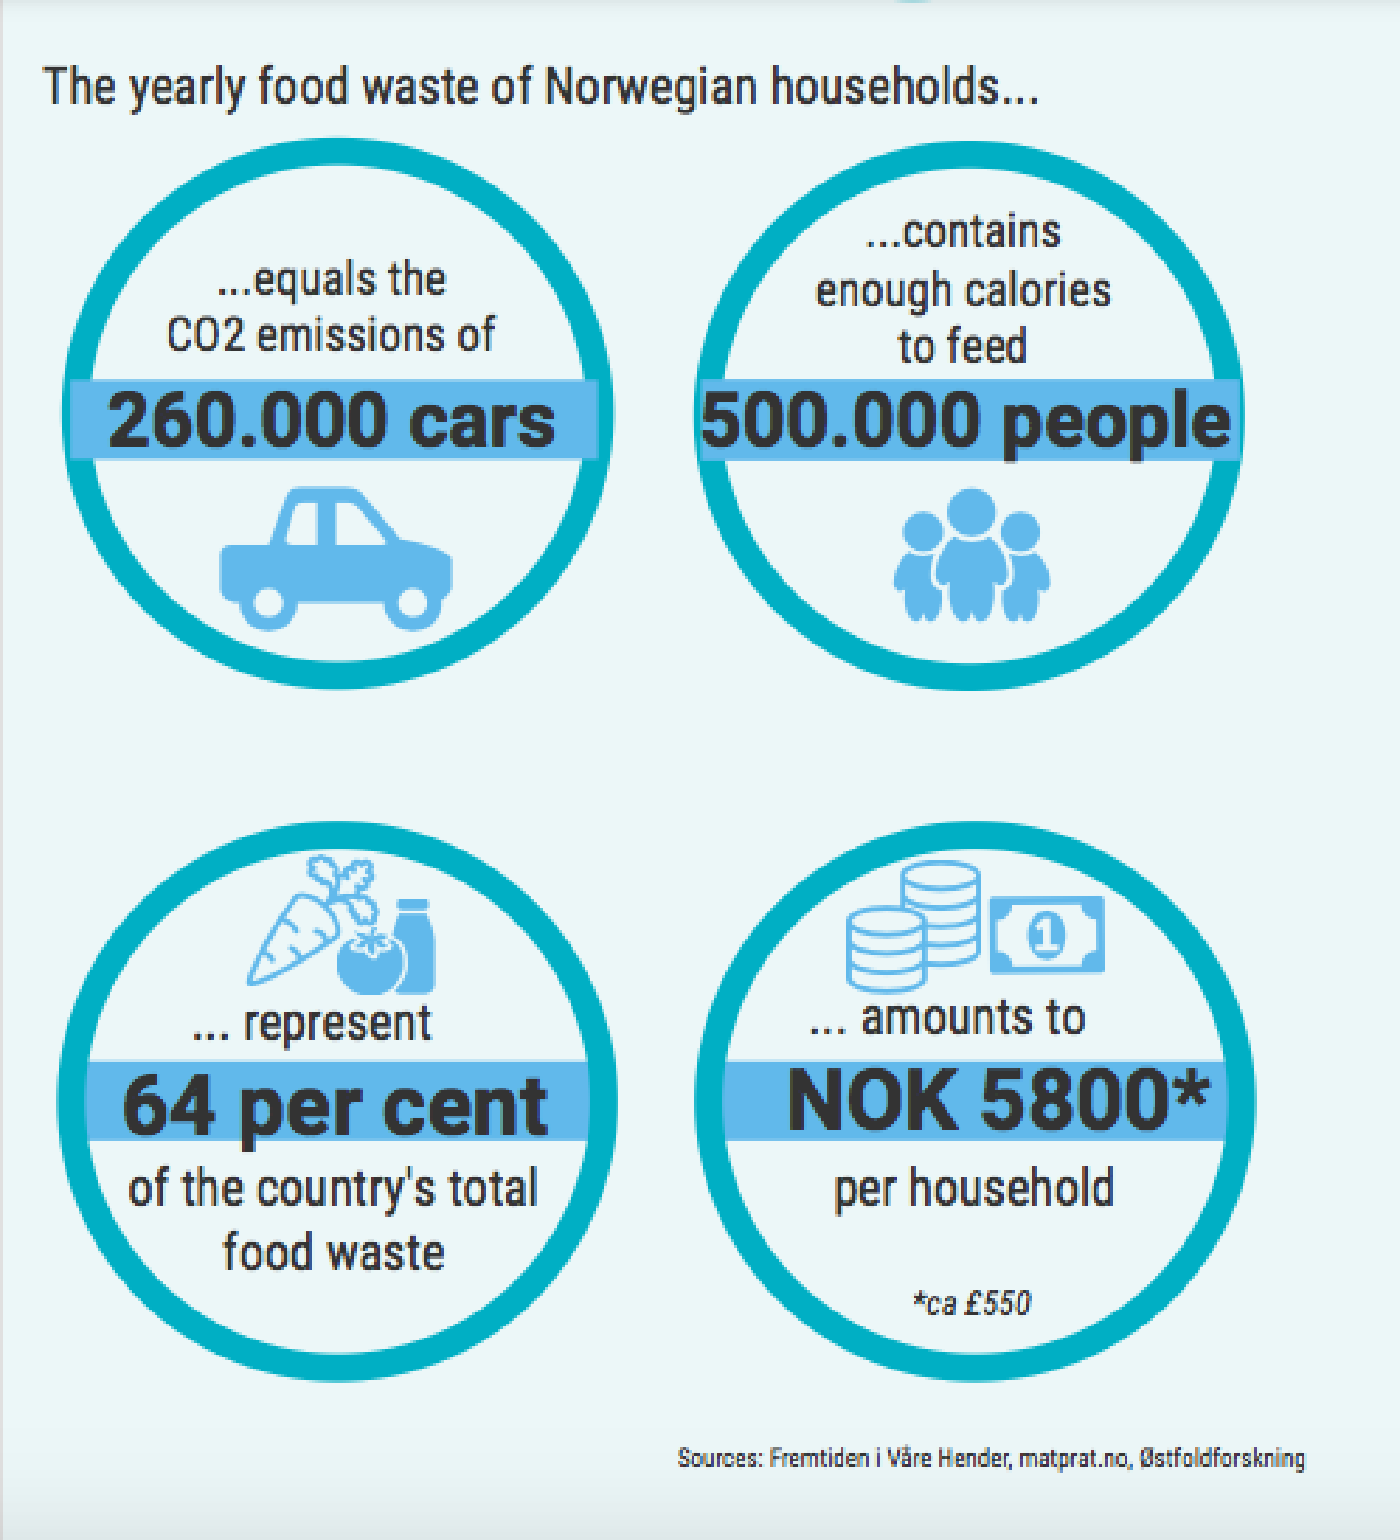 The yearly food waste of Norwegian households...
...equals the
CO2 emissions of
260.000 cars
...contains
enough calories
to feed
500.000 people
... represent
64 per cent
of the country's total
food waste
1
... amounts to
NOK 5800*
per household
*ca £550
Sources: Fremtiden i Våre Hender, matprat.no, Østfoldforskning